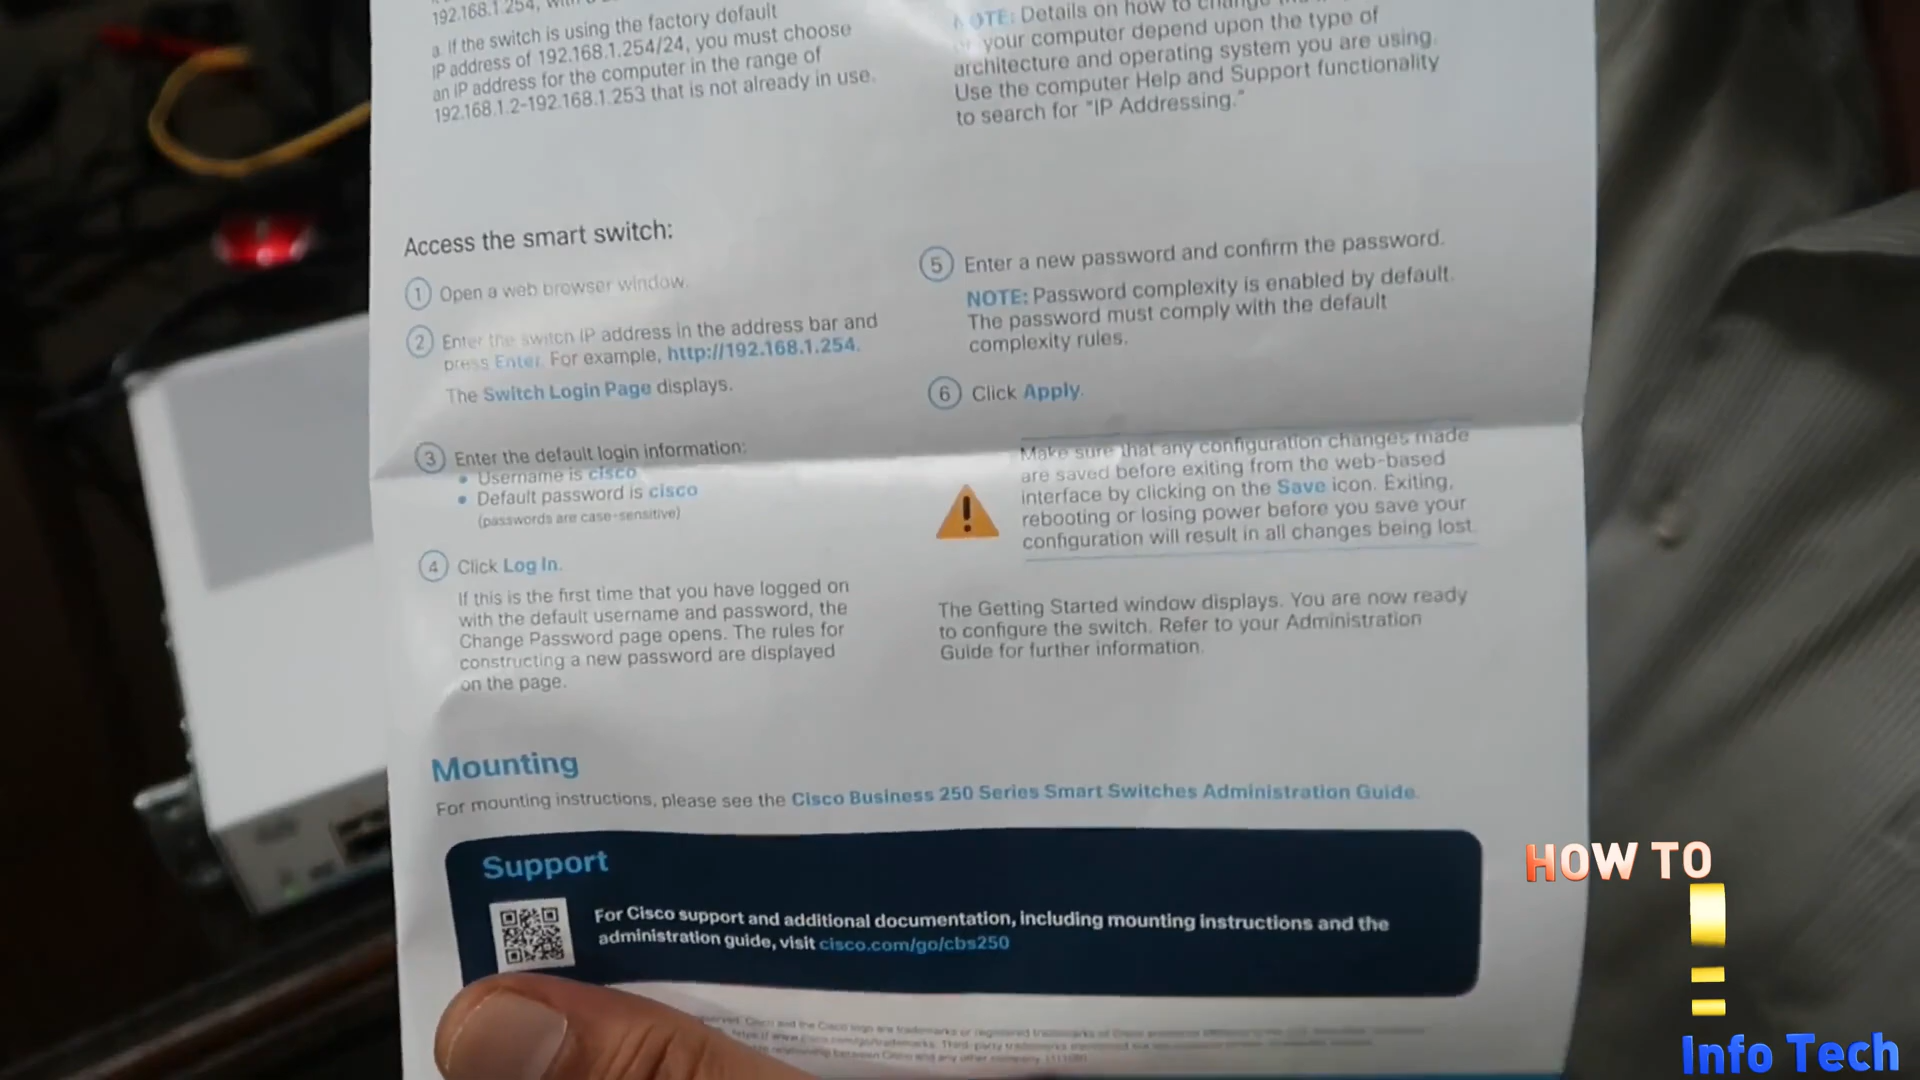 192.168.1.254,
a. If the switch is using the factory default
IP address of 192.168.1.254/24, you must choose
an IP address for the computer in the range of
192.168.1.2-192.168.1.253 that is not already in use.
NOTE: Details on how to change
your computer depend upon the type of
architecture and operating system you are using.
Use the computer Help and Support functionality
to search for "IP Addressing."
Access the smart switch:
1 Open a web browser window.
2 Enter the switch IP address in the address bar and
press Enter. For example, http://192.168.1.254.
The Switch Login Page displays.
3 Enter the default login information:
• Username is cisco
• Default password is cisco
(passwords are case-sensitive)
4 Click Log In.
If this is the first time that you have logged on
with the default username and password, the
Change Password page opens. The rules for
constructing a new password are displayed
on the page.
5 Enter a new password and confirm the password.
NOTE: Password complexity is enabled by default.
The password must comply with the default
complexity rules.
6 Click Apply.
Make sure that any configuration changes made
are saved before exiting from the web-based
interface by clicking on the Save icon. Exiting,
rebooting or losing power before you save your
configuration will result in all changes being lost.
The Getting Started window displays. You are now ready
to configure the switch. Refer to your Administration
Guide for further information.
Mounting
For mounting instructions, please see the Cisco Business 250 Series Smart Switches Administration Guide.
Support
For Cisco support and additional documentation, including mounting instructions and the
administration guide, visit cisco.com/go/cbs250
HOW TO
Info Tech